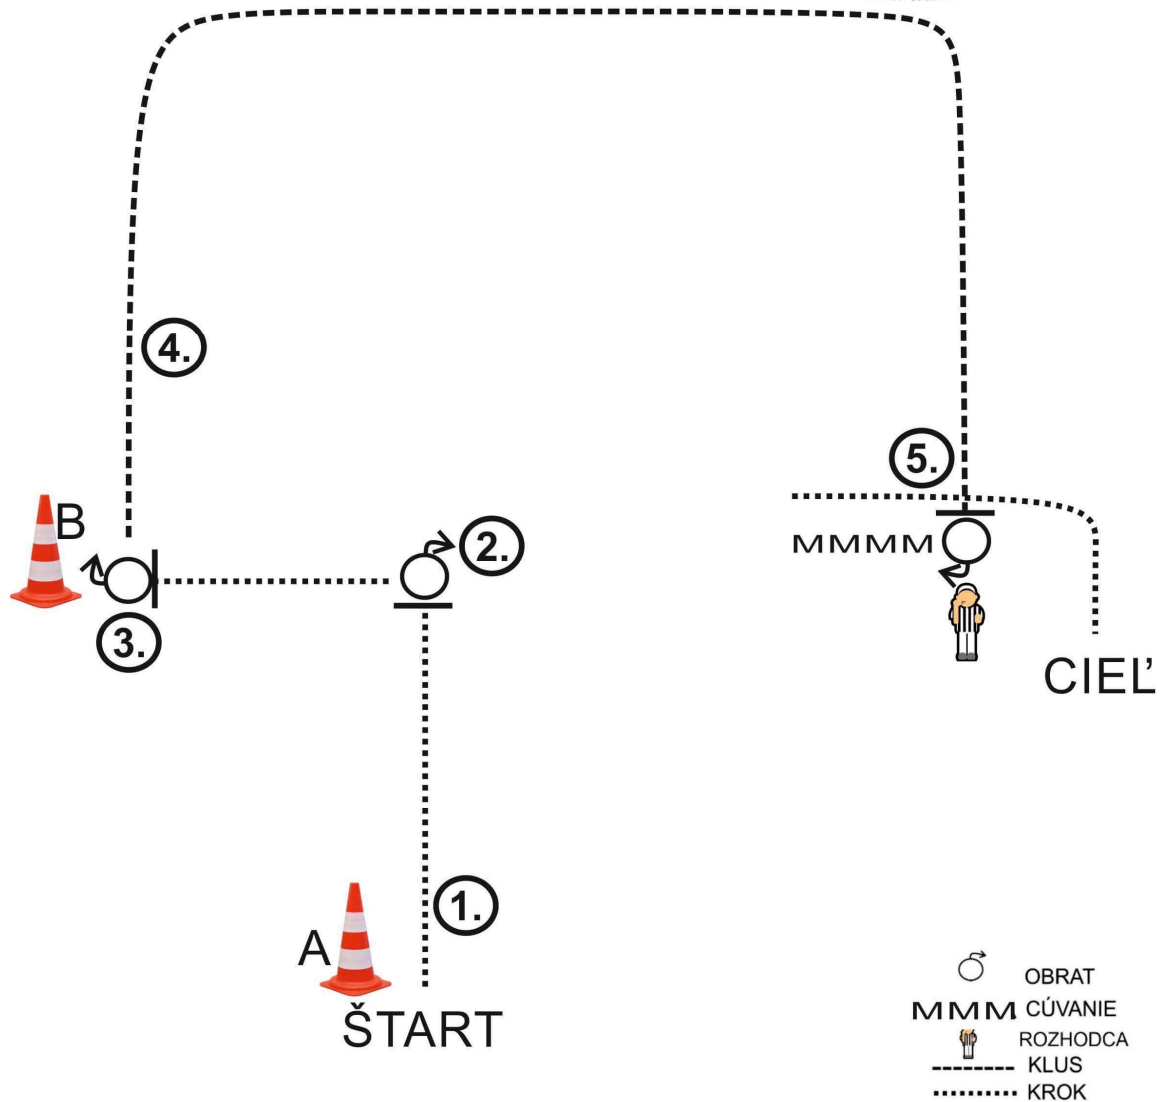 4.
5.
B
2.
MMMM
3.
CIEĽ
1.
A
ŠTART
OBRAT
MMM CÚVANIE
ROZHODCA
KLUS
KROK